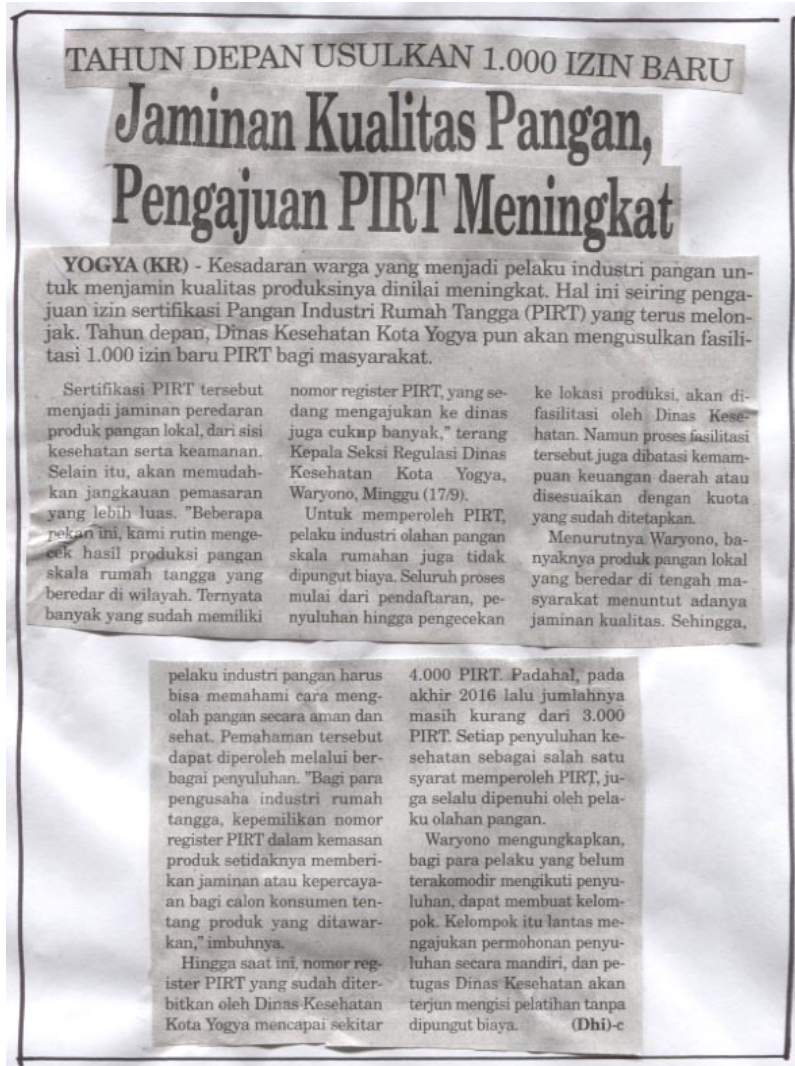 TAHUN DEPAN USULKAN 1.000 IZIN BARU
Jaminan Kualitas Pangan,
Pengajuan PIRT Meningkat
YOGYA (KR) - Kesadaran warga yang menjadi pelaku industri pangan un-
tuk menjamin kualitas produksinya dinilai meningkat. Hal ini seiring penga-
juan izin sertifikasi Pangan Industri Rumah Tangga (PIRT) yang terus melon-
jak. Tahun depan, Dinas Kesehatan Kota Yogya pun akan mengusulkan fasili-
tasi 1.000 izin baru PIRT bagi masyarakat.
Sertifikasi PIRT tersebut
menjadi jaminan peredaran
produk pangan lokal, dari sisi
kesehatan serta keamanan.
Selain itu, akan memudah-
kan jangkauan pemasaran
yang lebih luas. "Beberapa
pekan ini, kami rutin menge-
cek hasil produksi pangan
skala rumah tangga yang
beredar di wilayah. Ternyata
banyak yang sudah memiliki
nomor register PIRT, yang se-
dang mengajukan ke dinas
juga cukup banyak," terang
Kepala Seksi Regulasi Dinas
Kesehatan Kota Yogya,
Waryono, Minggu (17/9).
Untuk memperoleh PIRT,
pelaku industri olahan pangan
skala rumahan juga tidak
dipungut biaya. Seluruh proses
mulai dari pendaftaran, pe-
nyuluhan hingga pengecekan
ke lokasi produksi, akan di-
fasilitasi oleh Dinas Kese-
hatan. Namun proses fasilitasi
tersebut juga dibatasi kemam-
puan keuangan daerah atau
disesuaikan dengan kuota
yang sudah ditetapkan.
Menurutnya Waryono, ba-
nyaknya produk pangan lokal
yang beredar di tengah ma-
syarakat menuntut adanya
jaminan kualitas. Sehingga,
pelaku industri pangan harus
bisa memahami cara meng-
olah pangan secara aman dan
sehat. Pemahaman tersebut
dapat diperoleh melalui ber-
bagai penyuluhan. "Bagi para
pengusaha industri rumah
tangga, kepemilikan nomor
register PIRT dalam kemasan
produk setidaknya memberi-
kan jaminan atau kepercaya-
an bagi calon konsumen ten-
tang produk yang ditawar-
kan," imbuhnya.
Hingga saat ini, nomor reg-
ister PIRT yang sudah diter-
bitkan oleh Dinas Kesehatan
Kota Yogya mencapai sekitar
4.000 PIRT. Padahal, pada
akhir 2016 lalu jumlahnya
masih kurang dari 3.000
PIRT. Setiap penyuluhan ke-
sehatan sebagai salah satu
syarat memperoleh PIRT, ju-
ga selalu dipenuhi oleh pela-
ku olahan pangan.
Waryono mengungkapkan,
bagi para pelaku yang belum
terakomodir mengikuti penyu-
luhan, dapat membuat kelom-
pok. Kelompok itu lantas me-
ngajukan permohonan penyu-
luhan secara mandiri, dan pe-
tugas Dinas Kesehatan akan
terjun mengisi pelatihan tanpa
dipungut biaya. (Dhi)-c